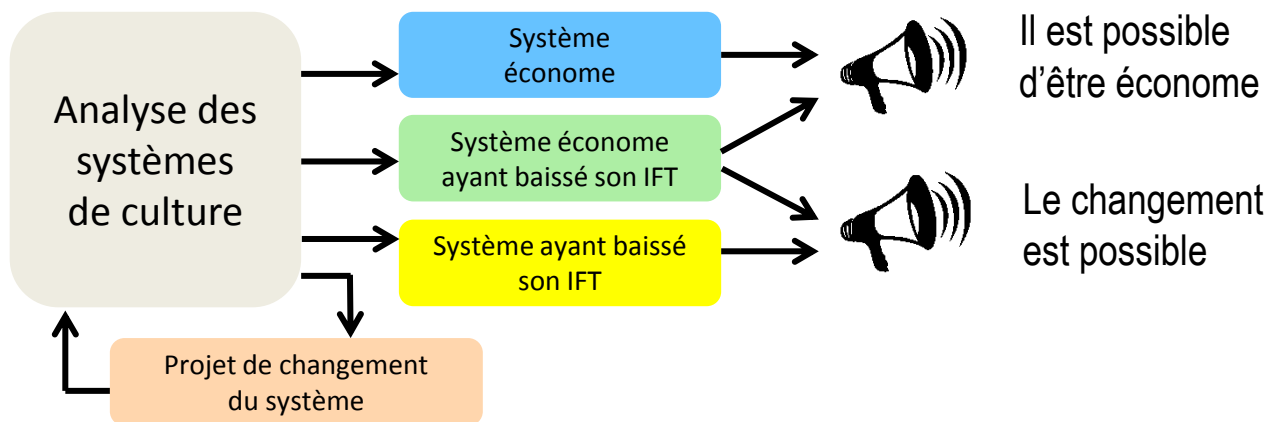 Analyse des
systèmes
de culture
Système
économe
Système économe
ayant baissé son IFT
Système ayant baissé
son IFT
Projet de changement
du système
Il est possible
d'être économe
Le changement
est possible